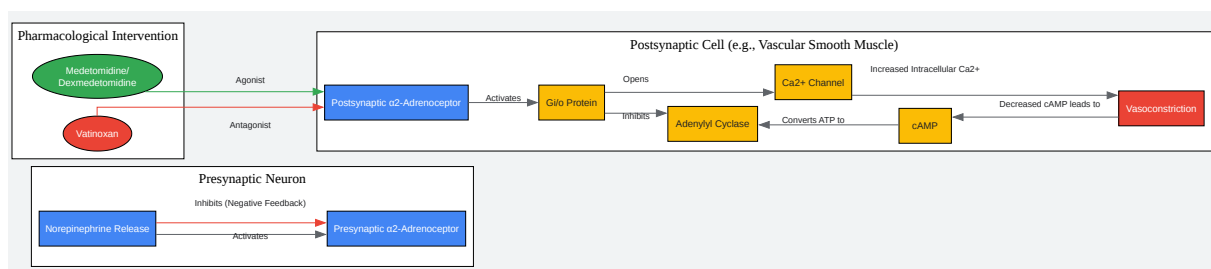 Pharmacological Intervention
Medetomidine/
Dexmedetomidine
Vatinoxan
Agonist
Antagonist
Postsynaptic Cell (e.g., Vascular Smooth Muscle)
Postsynaptic α2-Adrenoceptor
Activates
Gi/o Protein
Opens
Inhibits
Ca2+ Channel
Adenylyl Cyclase
Increased Intracellular Ca2+
Converts ATP to
cAMP
Decreased cAMP leads to
Vasoconstriction
Presynaptic Neuron
Norepinephrine Release
Inhibits (Negative Feedback)
Activates
Presynaptic α2-Adrenoceptor